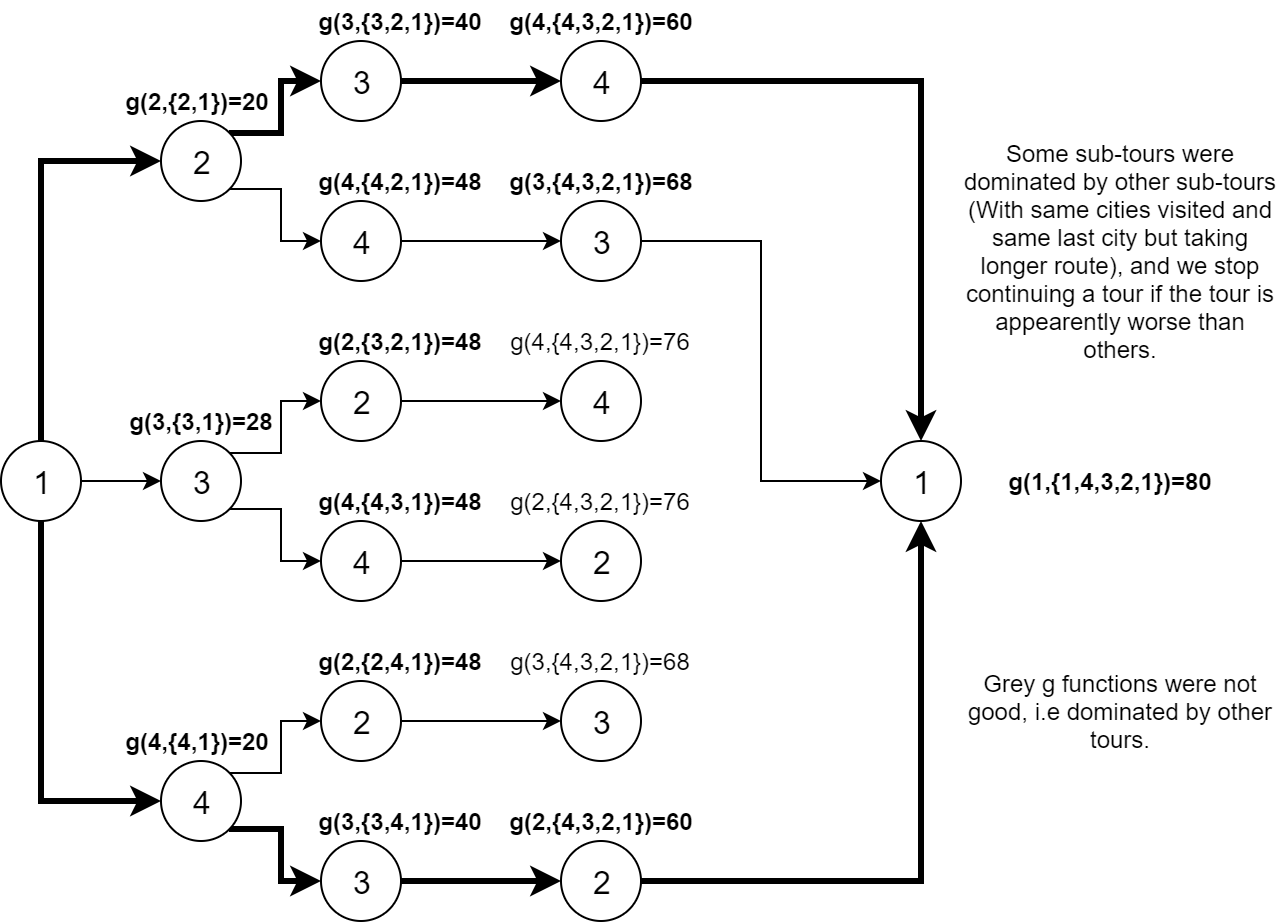 g(3,{3,2,1})=40 g(4,{4,3,2,1})=60
3 4
g(2,{2,1})=20
2
g(4,{4,2,1})=48 g(3,{4,3,2,1})=68
4 3
Some sub-tours were
dominated by other sub-tours
(With same cities visited and
same last city but taking
longer route), and we stop
continuing a tour if the tour is
appearently worse than
others.
g(2,{3,2,1})=48 g(4,{4,3,2,1})=76
2 4
g(3,{3,1})=28
1 3 1 g(1,{1,4,3,2,1})=80
g(4,{4,3,1})=48 g(2,{4,3,2,1})=76
4 2
g(2,{2,4,1})=48 g(3,{4,3,2,1})=68
2 3
Grey g functions were not
good, i.e dominated by other
tours.
g(4,{4,1})=20
4
g(3,{3,4,1})=40 g(2,{4,3,2,1})=60
3 2